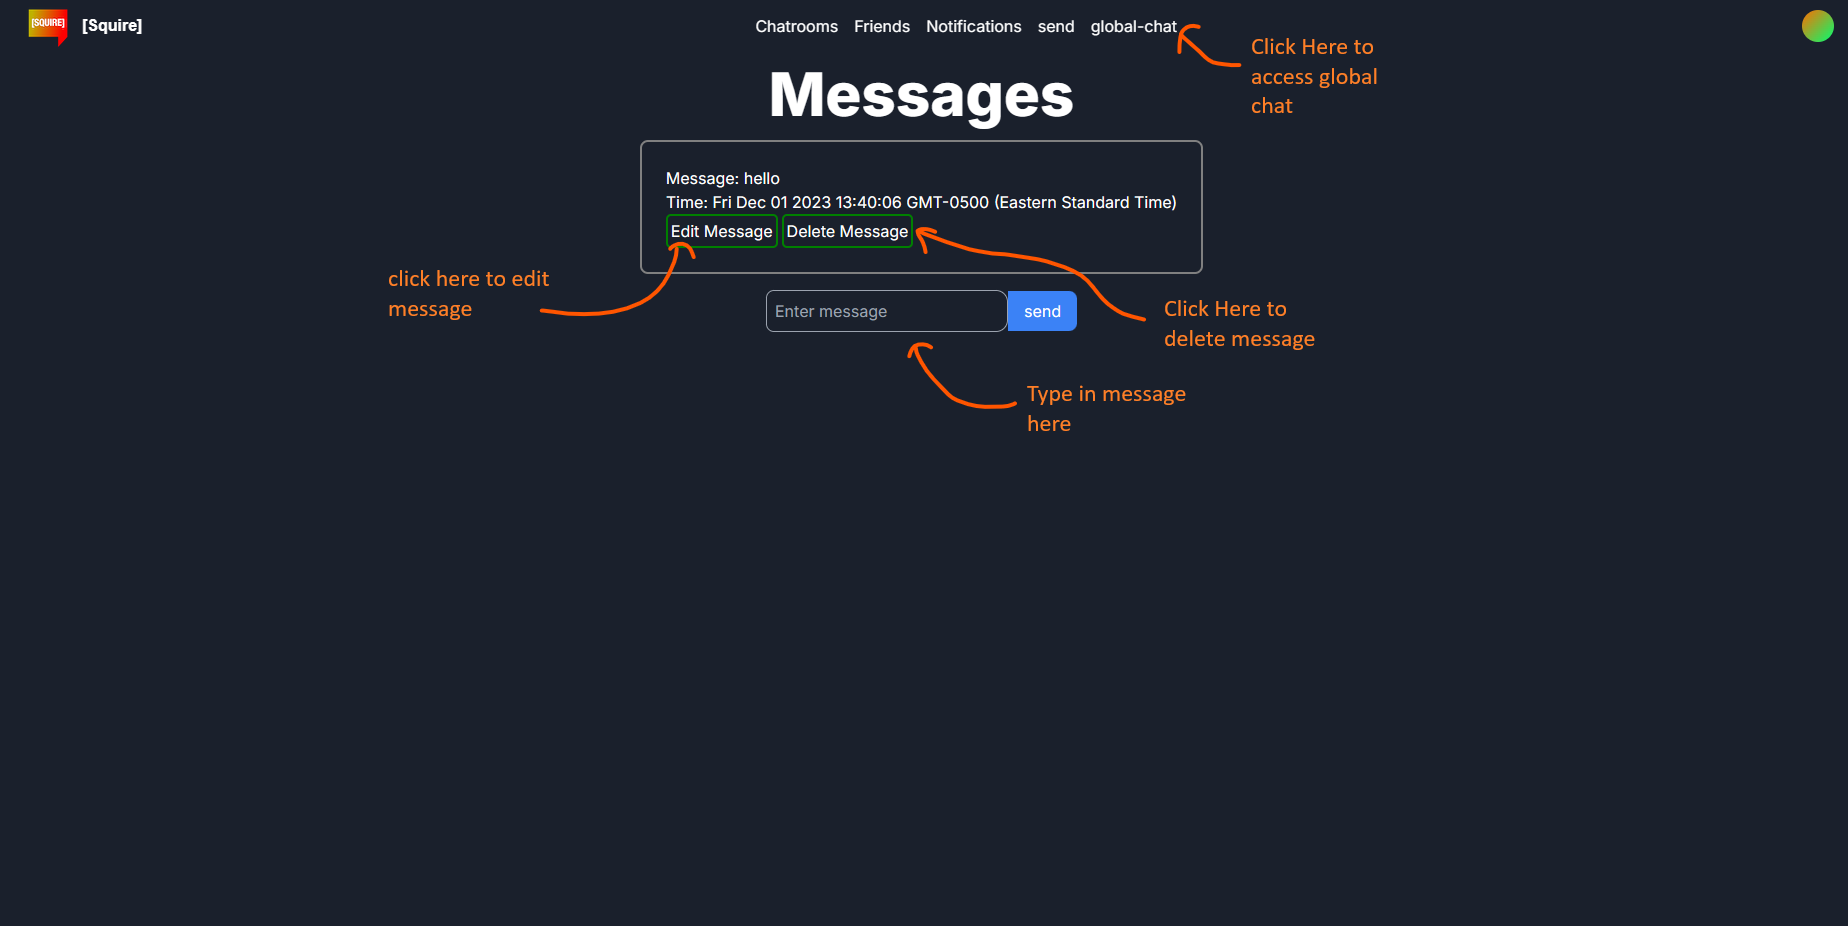 [SQUIRE]
[Squire]
Chatrooms Friends Notifications send global-chat
Click Here to
access global
chat
Messages
Message: hello
Time: Fri Dec 01 2023 13:40:06 GMT-0500 (Eastern Standard Time)
Edit Message Delete Message
click here to edit
message
Enter message send
Click Here to
delete message
Type in message
here